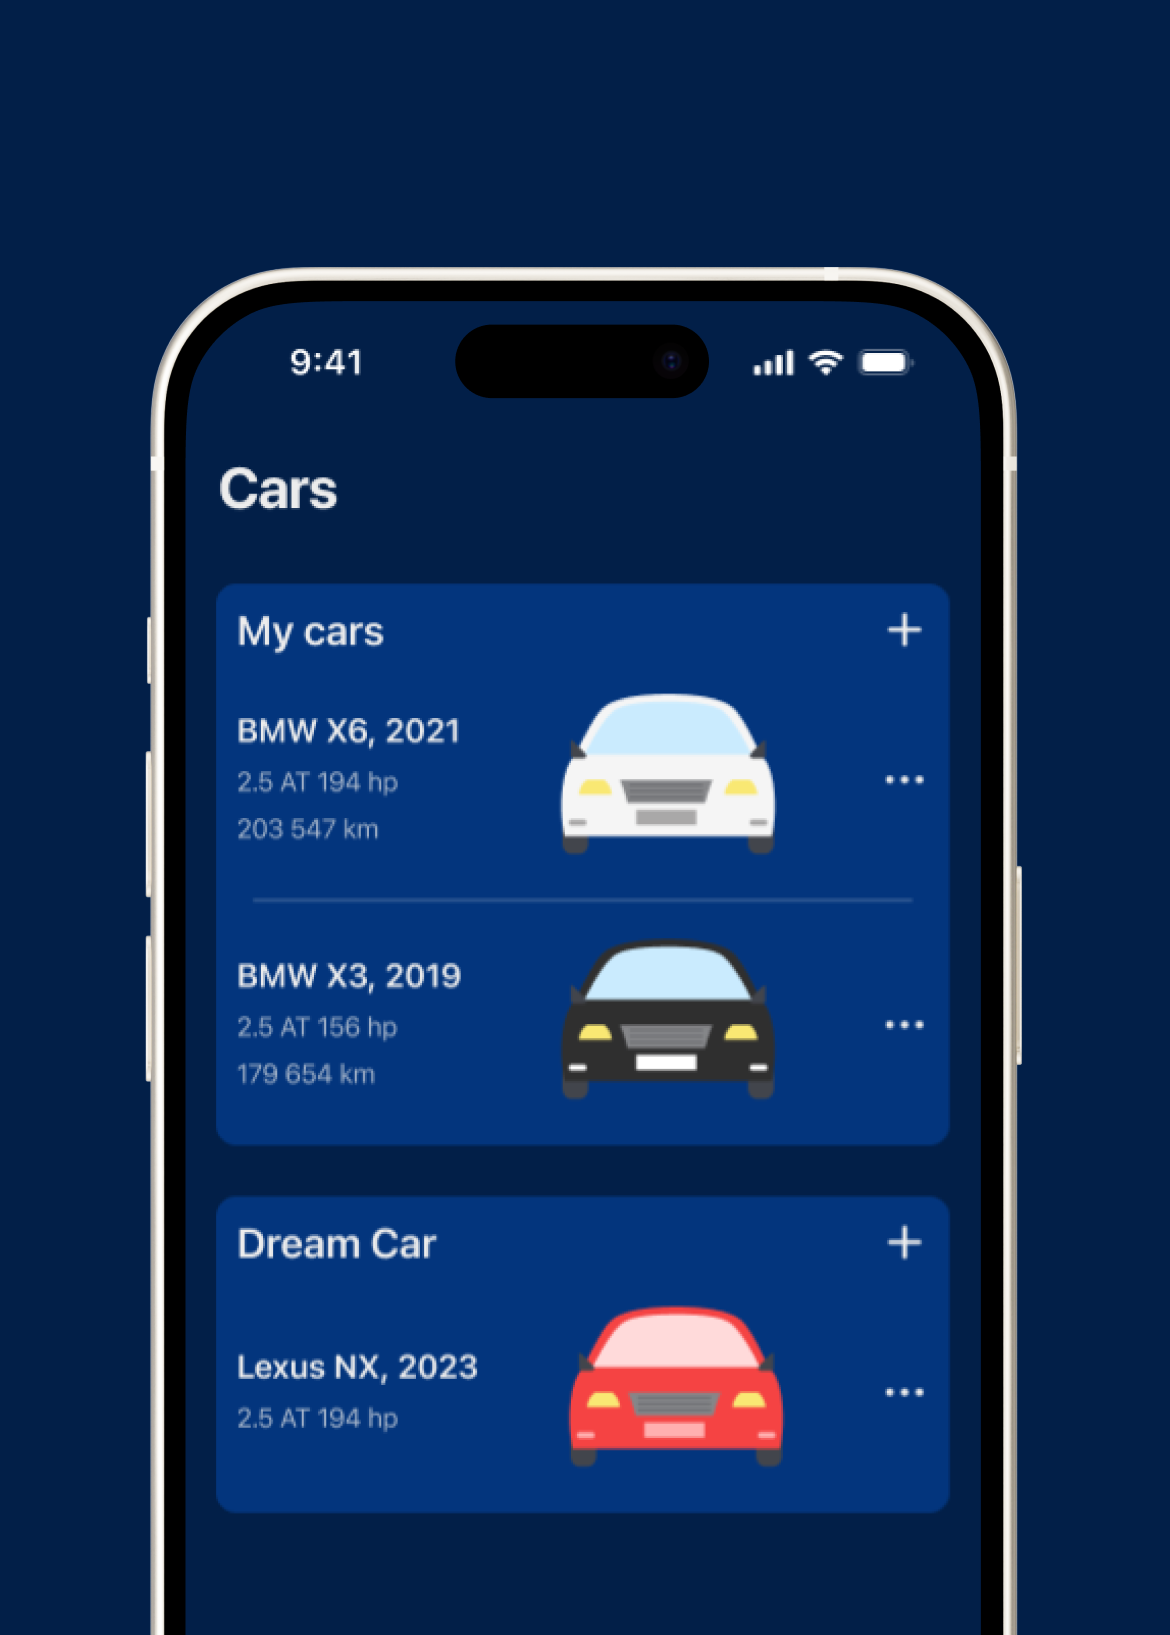 9:41
Cars
My cars
BMW X6, 2021
2.5 AT 194 hp
203 547 km
BMW X3, 2019
2.5 AT 156 hp
179 654 km
Dream Car
Lexus NX, 2023
2.5 AT 194 hp